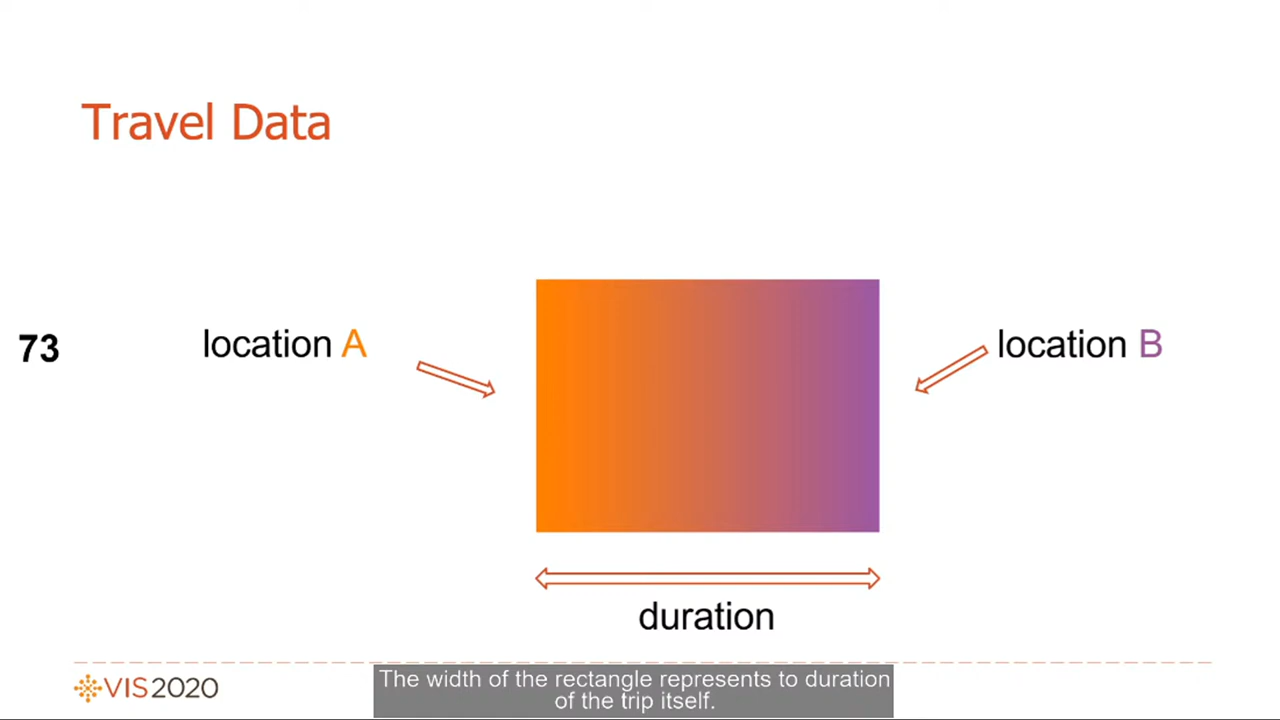 Travel Data
73
location A
location B
duration
VIS2020
The width of the rectangle represents to duration
of the trip itself.